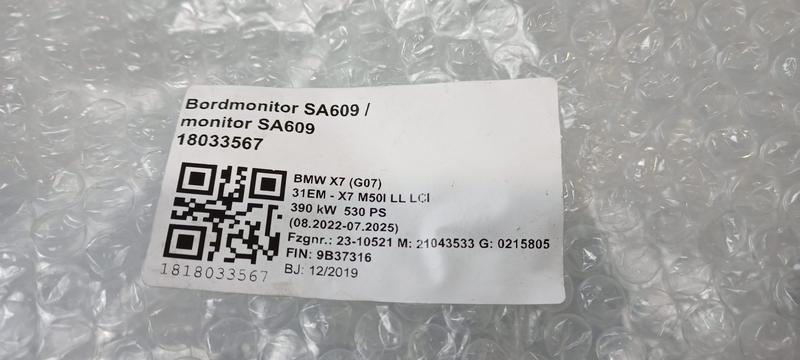 Bordmonitor SA609 /
monitor SA609
18033567
BMW X7 (G07)
31EM - X7 M50I LL LCI
390 kW 530 PS
(08.2022-07.2025)
Fzgnr.: 23-10521 M: 21043533 G: 0215805
FIN: 9B37316
BJ: 12/2019
1818033567